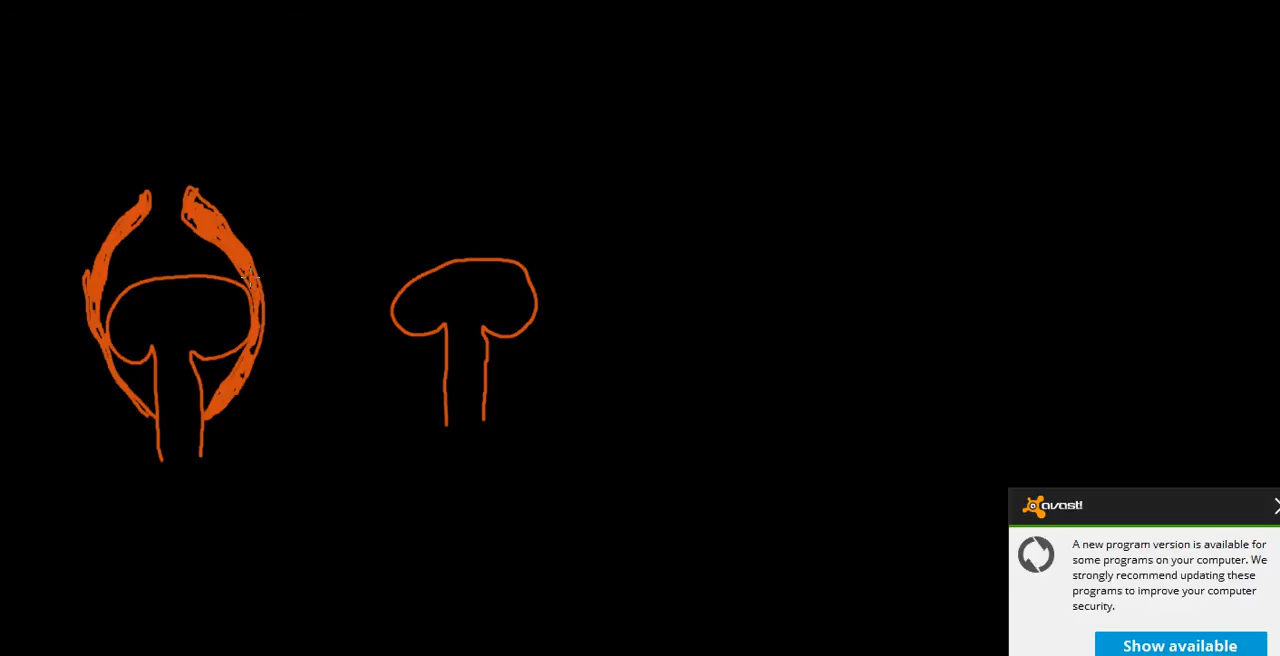 avast!
A new program version is available for
some programs on your computer. We
strongly recommend updating these
programs to improve your computer
security.
Show available